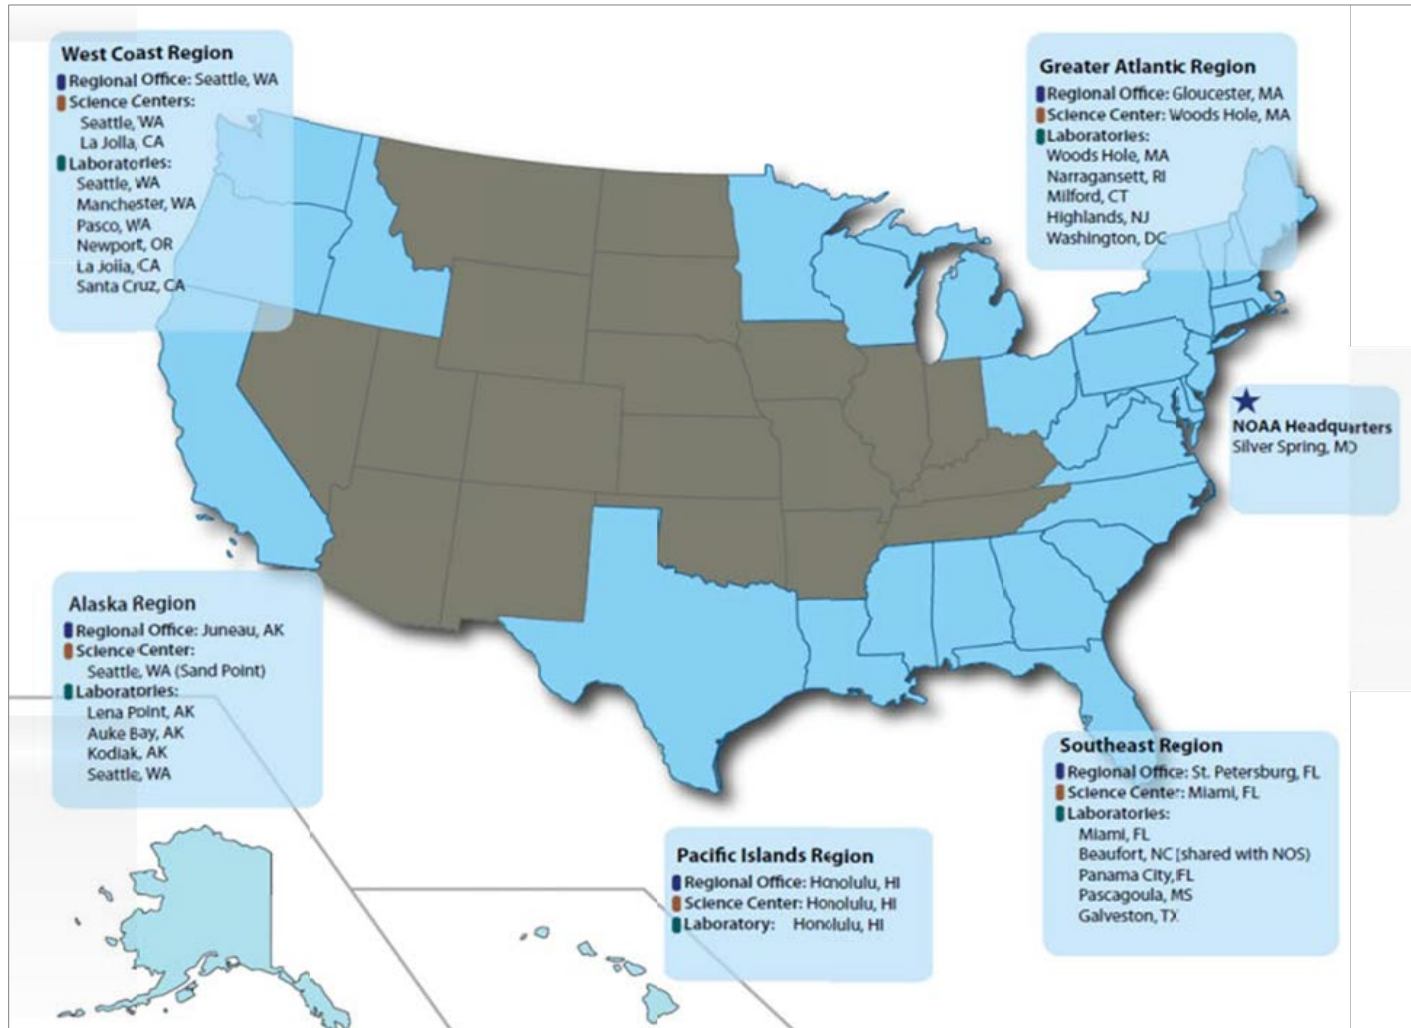 West Coast Region
Regional Office: Seattle, WA
Science Centers:
Seattle, WA
La Jolla, CA
Laboratories:
Seattle, WA
Manchester, WA
Pasco, WA
Newport, OR
La Jolla, CA
Santa Cruz, CA
Greater Atlantic Region
Regional Office: Gloucester, MA
Science Center: Woods Hole, MA
Laboratories:
Woods Hole, MA
Narragansett, RI
Milford, CT
Highlands, NJ
Washington, DC
NOAA Headquarters
Silver Spring, MD
Alaska Region
Regional Office: Juneau, AK
Science Center:
Seattle, WA (Sand Point)
Laboratories:
Lena Point, AK
Auke Bay, AK
Kodiak, AK
Seattle, WA
Pacific Islands Region
Regional Office: Honolulu, HI
Science Center: Honolulu, HI
Laboratory: Honolulu, HI
Southeast Region
Regional Office: St. Petersburg, FL
Science Center: Miami, FL
Laboratories:
Miami, FL
Beaufort, NC (shared with NOS)
Panama City, FL
Pascagoula, MS
Galveston, TX